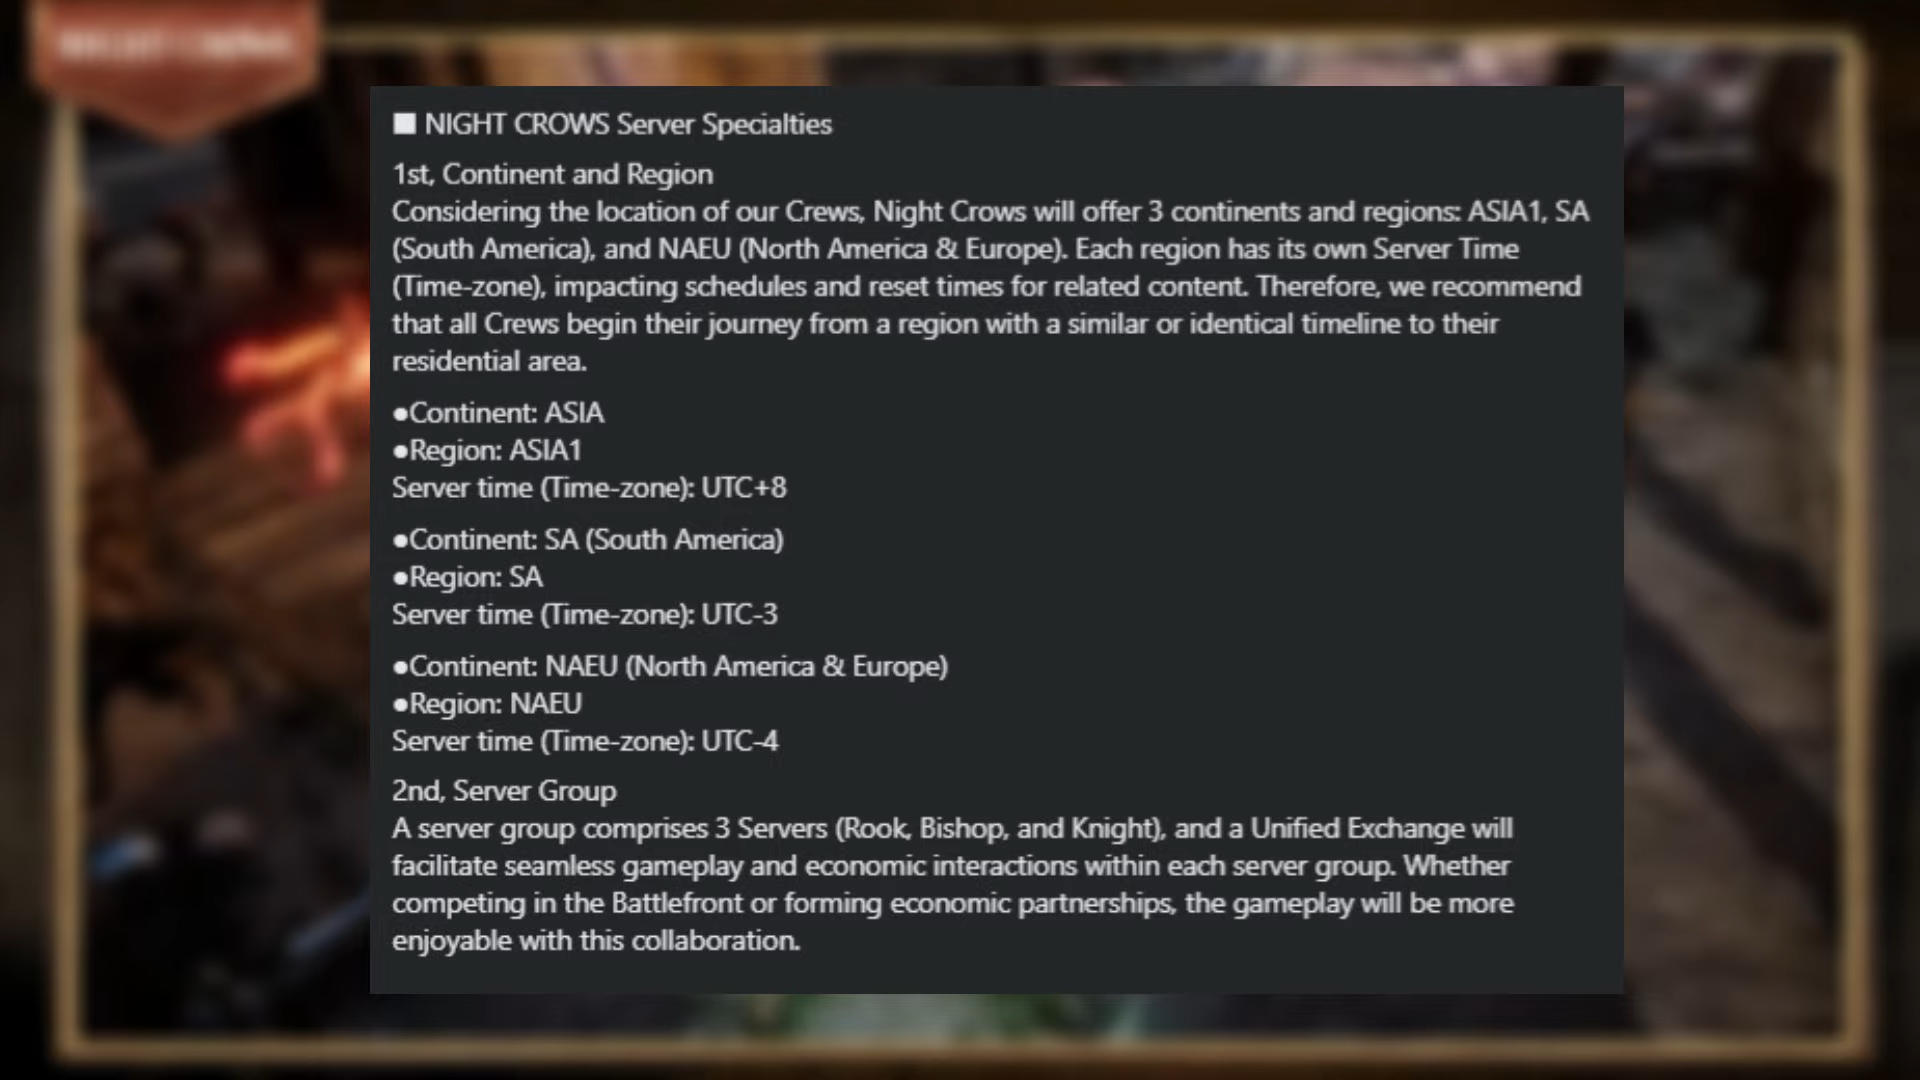 ■ NIGHT CROWS Server Specialties
1st, Continent and Region
Considering the location of our Crews, Night Crows will offer 3 continents and regions: ASIA1, SA
(South America), and NAEU (North America & Europe). Each region has its own Server Time
(Time-zone), impacting schedules and reset times for related content. Therefore, we recommend
that all Crews begin their journey from a region with a similar or identical timeline to their
residential area.
●Continent: ASIA
●Region: ASIA1
Server time (Time-zone): UTC+8
●Continent: SA (South America)
●Region: SA
Server time (Time-zone): UTC-3
●Continent: NAEU (North America & Europe)
●Region: NAEU
Server time (Time-zone): UTC-4
2nd, Server Group
A server group comprises 3 Servers (Rook, Bishop, and Knight), and a Unified Exchange will
facilitate seamless gameplay and economic interactions within each server group. Whether
competing in the Battlefront or forming economic partnerships, the gameplay will be more
enjoyable with this collaboration.